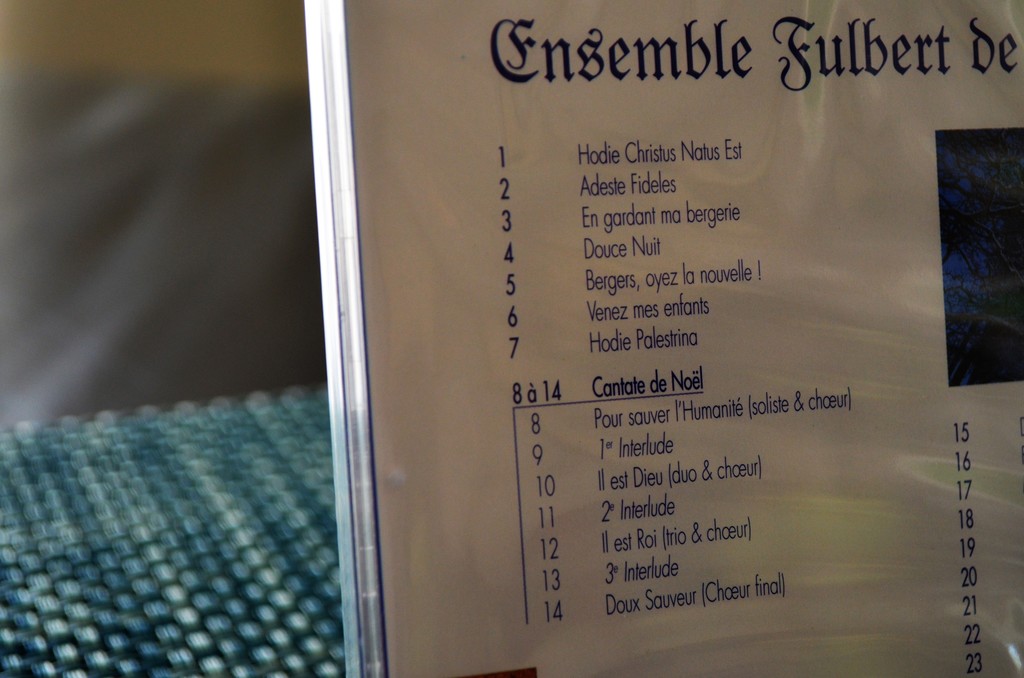 Ensemble Fulbert de
1 Hodie Christus Natus Est
2 Adeste Fideles
3 En gardant ma bergerie
4 Douce Nuit
5 Bergers, oyez la nouvelle !
6 Venez mes enfants
7 Hodie Palestrina
8 à 14 Cantate de Noël
8 Pour sauver l'Humanité (soliste & chœur)
9 1er Interlude
10 Il est Dieu (duo & chœur)
11 2e Interlude
12 Il est Roi (trio & chœur)
13 3e Interlude
14 Doux Sauveur (Chœur final)
15
16
17
18
19
20
21
22
23